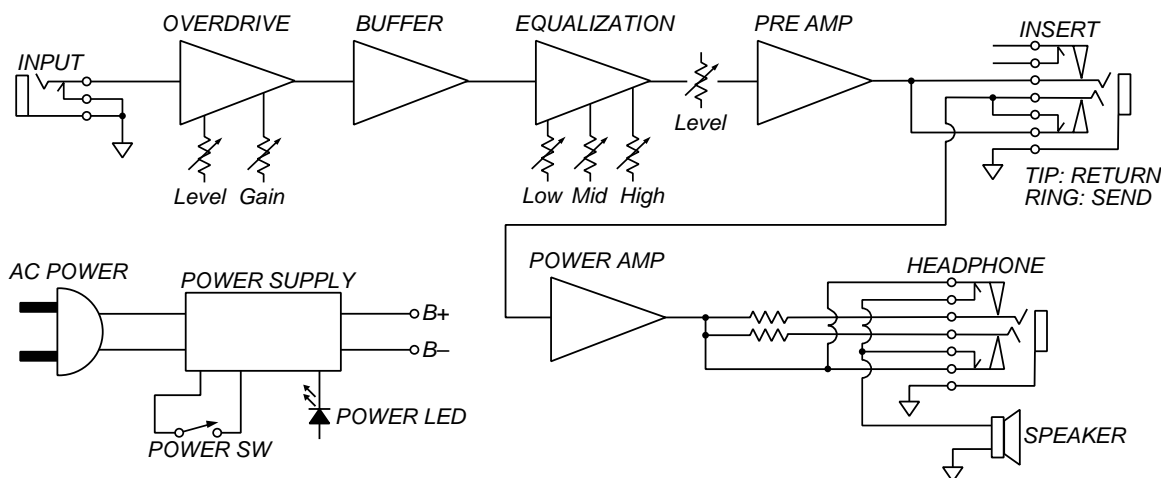 OVERDRIVE
BUFFER
EQUALIZATION
PRE AMP
INSERT
INPUT
Level
Level
Gain
Low
Mid
High
TIP: RETURN
RING: SEND
AC POWER
POWER SUPPLY
POWER AMP
HEADPHONE
B+
B–
POWER LED
POWER SW
SPEAKER